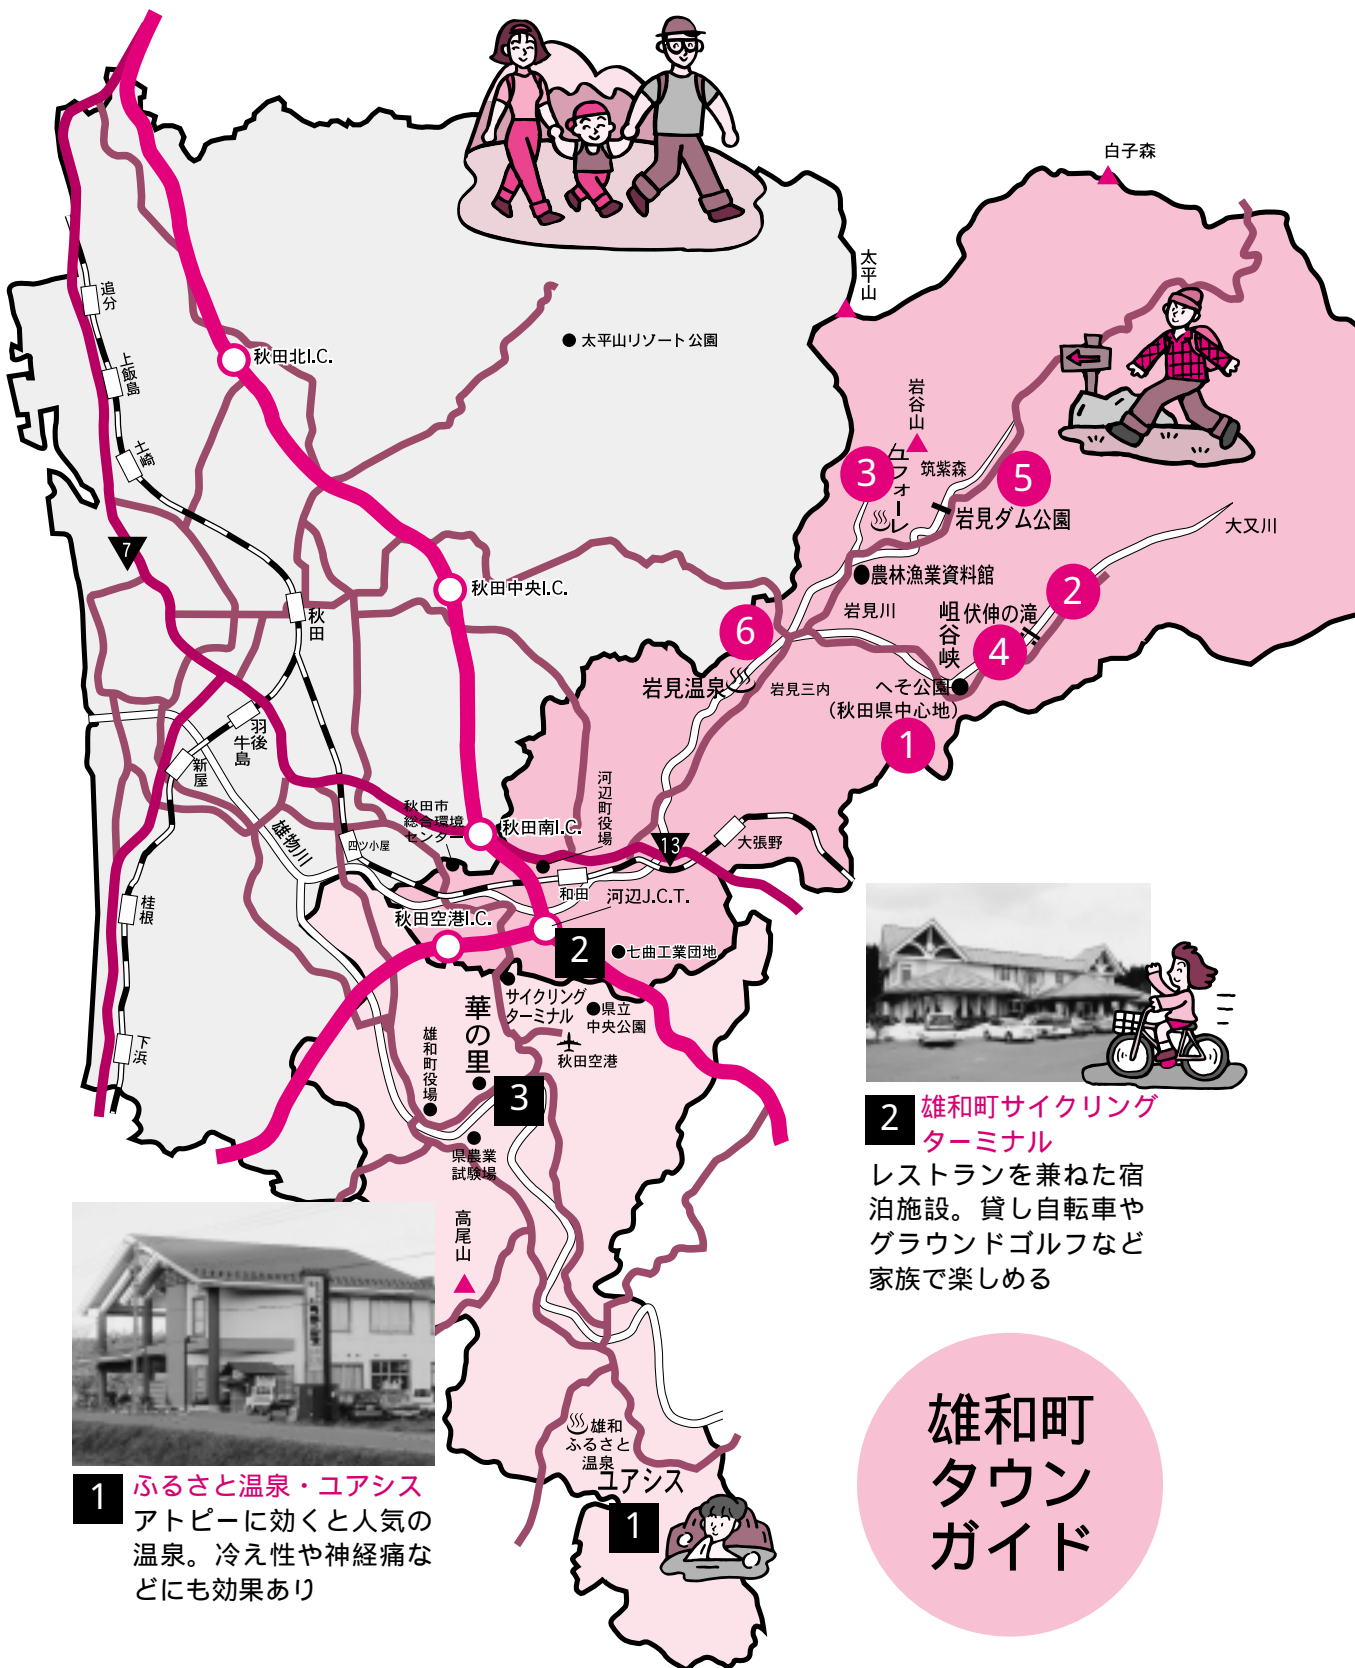 白子森
太平山
追分
太平山リゾート公園
上飯島
秋田北I.C.
岩谷山
土崎
3
ユフォーレ
筑紫森
5
岩見ダム公園
大又川
7
農林漁業資料館
秋田中央I.C.
2
秋田
岩見川
岨谷峡
伏伸の滝
6
4
岩見温泉
岩見三内
へそ公園
(秋田県中心地)
1
羽後牛島
新屋
河辺町役場
秋田市
総合環境
センター
秋田南I.C.
雄物川
四ツ小屋
13
大張野
和田
河辺J.C.T.
桂根
秋田空港I.C.
2
七曲工業団地
サイクリング
ターミナル
県立
中央公園
華の里
雄和町役場
秋田空港
下浜
3
県農業
試験場
高尾山
2
雄和町サイクリング
ターミナル
レストランを兼ねた宿
泊施設。貸し自転車や
グラウンドゴルフなど
家族で楽しめる
雄和
ふるさと
温泉
ユアシス
1
1
ふるさと温泉・ユアシス
アトピーに効くと人気の
温泉。冷え性や神経痛な
どにも効果あり
雄和町
タウン
ガイド